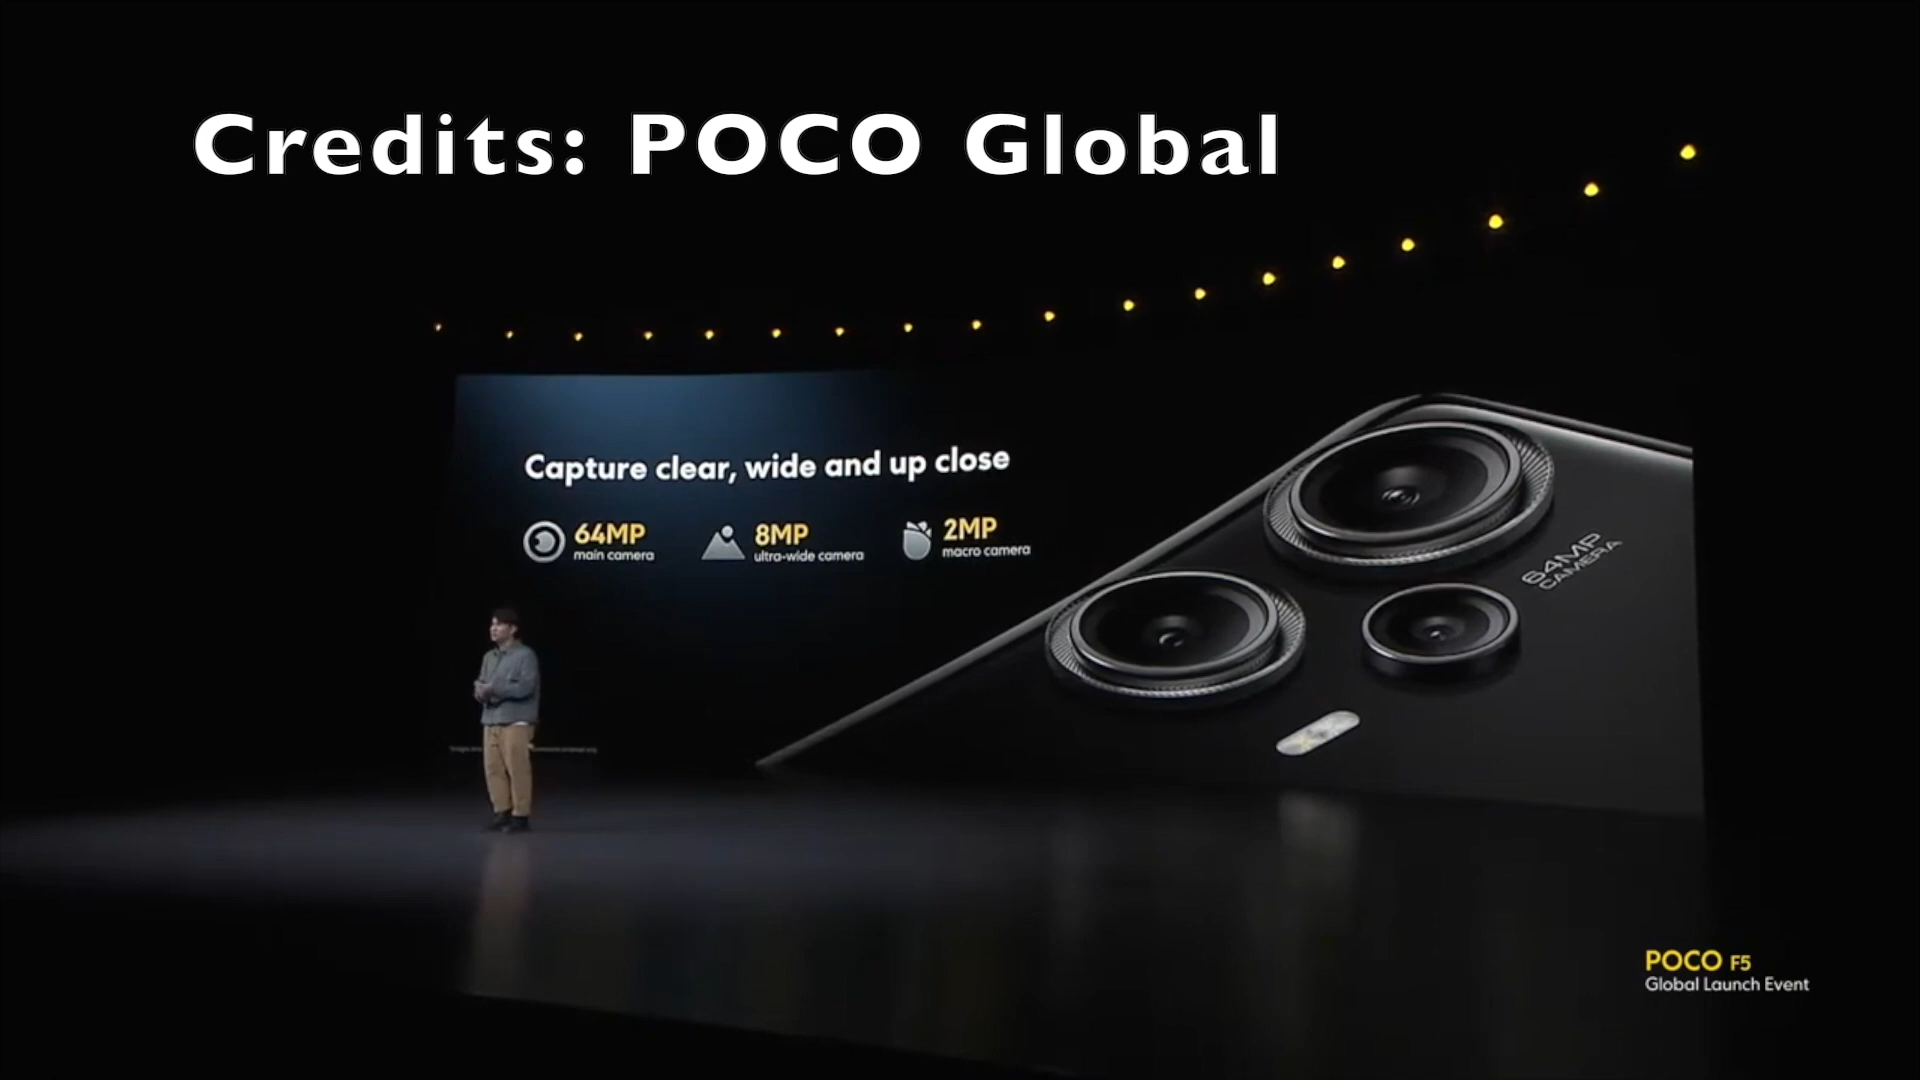 Credits: POCO Global
Capture clear, wide and up close
64MP
main camera
8MP
ultra-wide camera
2MP
macro camera
64MP
CAMERA
POCO F5
Global Launch Event